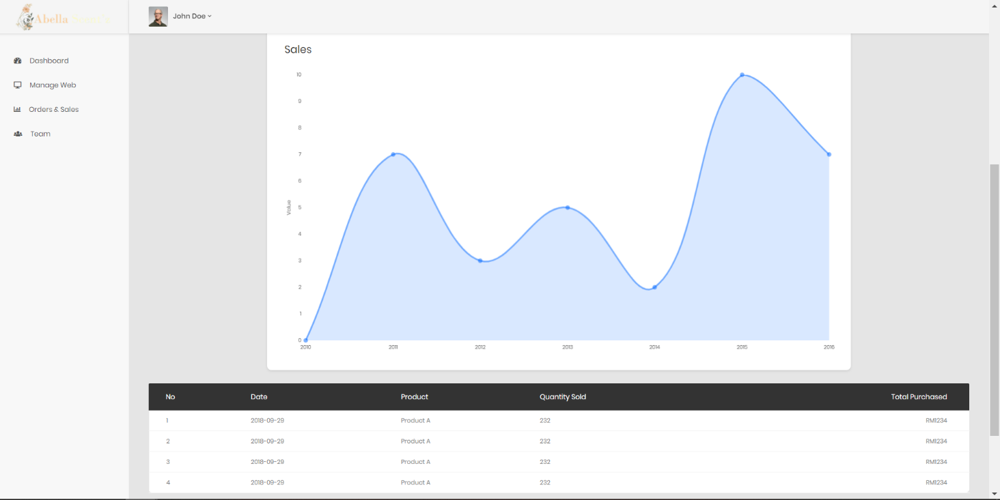 Abella
John Doe
Dashboard
Manage Web
Orders & Sales
Team
Sales
10
9
8
7
6
5
4
3
2
1
0
Value
2010 2011 2012 2013 2014 2015 2016
No Date Product Quantity Sold Total Purchased
1 2018-09-29 Product A 232 RM1234
2 2018-09-29 Product A 232 RM1234
3 2018-09-29 Product A 232 RM1234
4 2018-09-29 Product A 232 RM1234